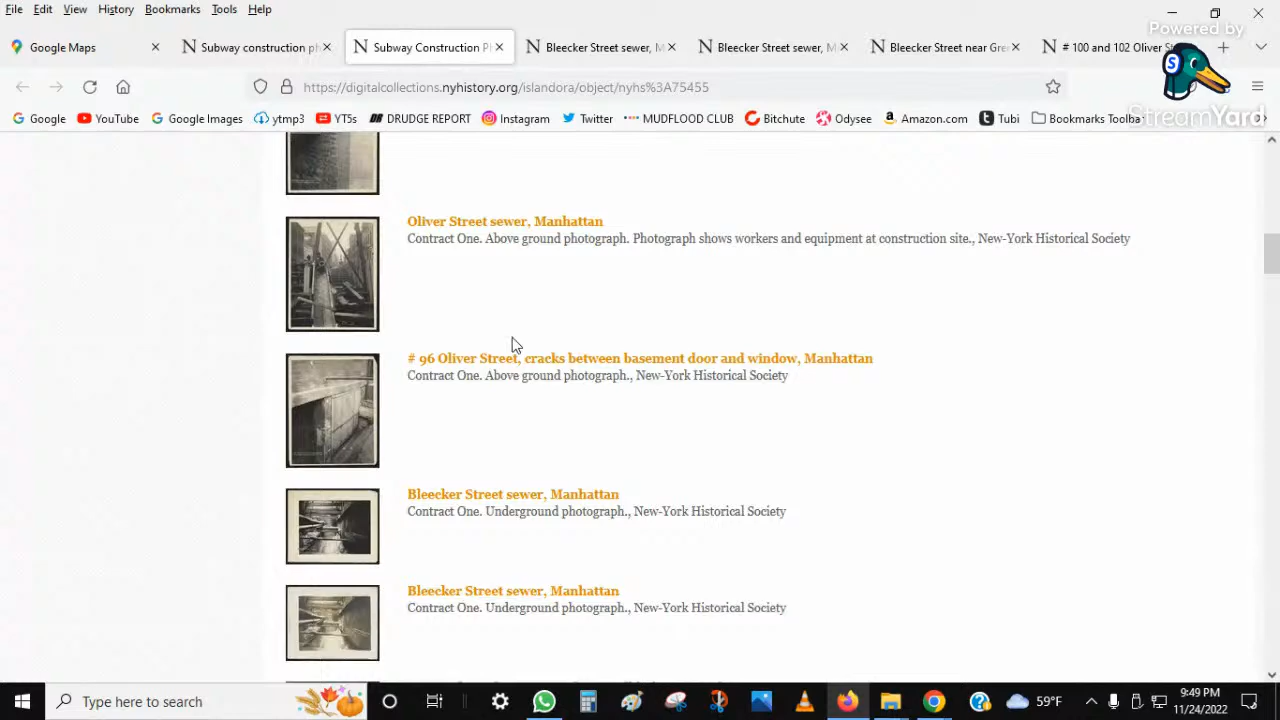 File Edit View History Bookmarks Tools Help
Powered by
Google Maps
Subway construction ph
Subway Construction P
Bleecker Street sewer, M
Bleecker Street sewer, M
Bleecker Street near Gre
# 100 and 102 Oliver St
S
https://digitalcollections.nyhistory.org/islandora/object/nyhs%3A75455
StreamYard
Google YouTube Google Images ytmp3 YT5s DRUDGE REPORT Instagram Twitter MUDFLOOD CLUB Bitchute Odysee Amazon.com Tubi Bookmarks Toolba
Oliver Street sewer, Manhattan
Contract One. Above ground photograph. Photograph shows workers and equipment at construction site., New-York Historical Society
# 96 Oliver Street, cracks between basement door and window, Manhattan
Contract One. Above ground photograph., New-York Historical Society
Bleecker Street sewer, Manhattan
Contract One. Underground photograph., New-York Historical Society
Bleecker Street sewer, Manhattan
Contract One. Underground photograph., New-York Historical Society
Type here to search
59°F
9:49 PM
11/24/2022